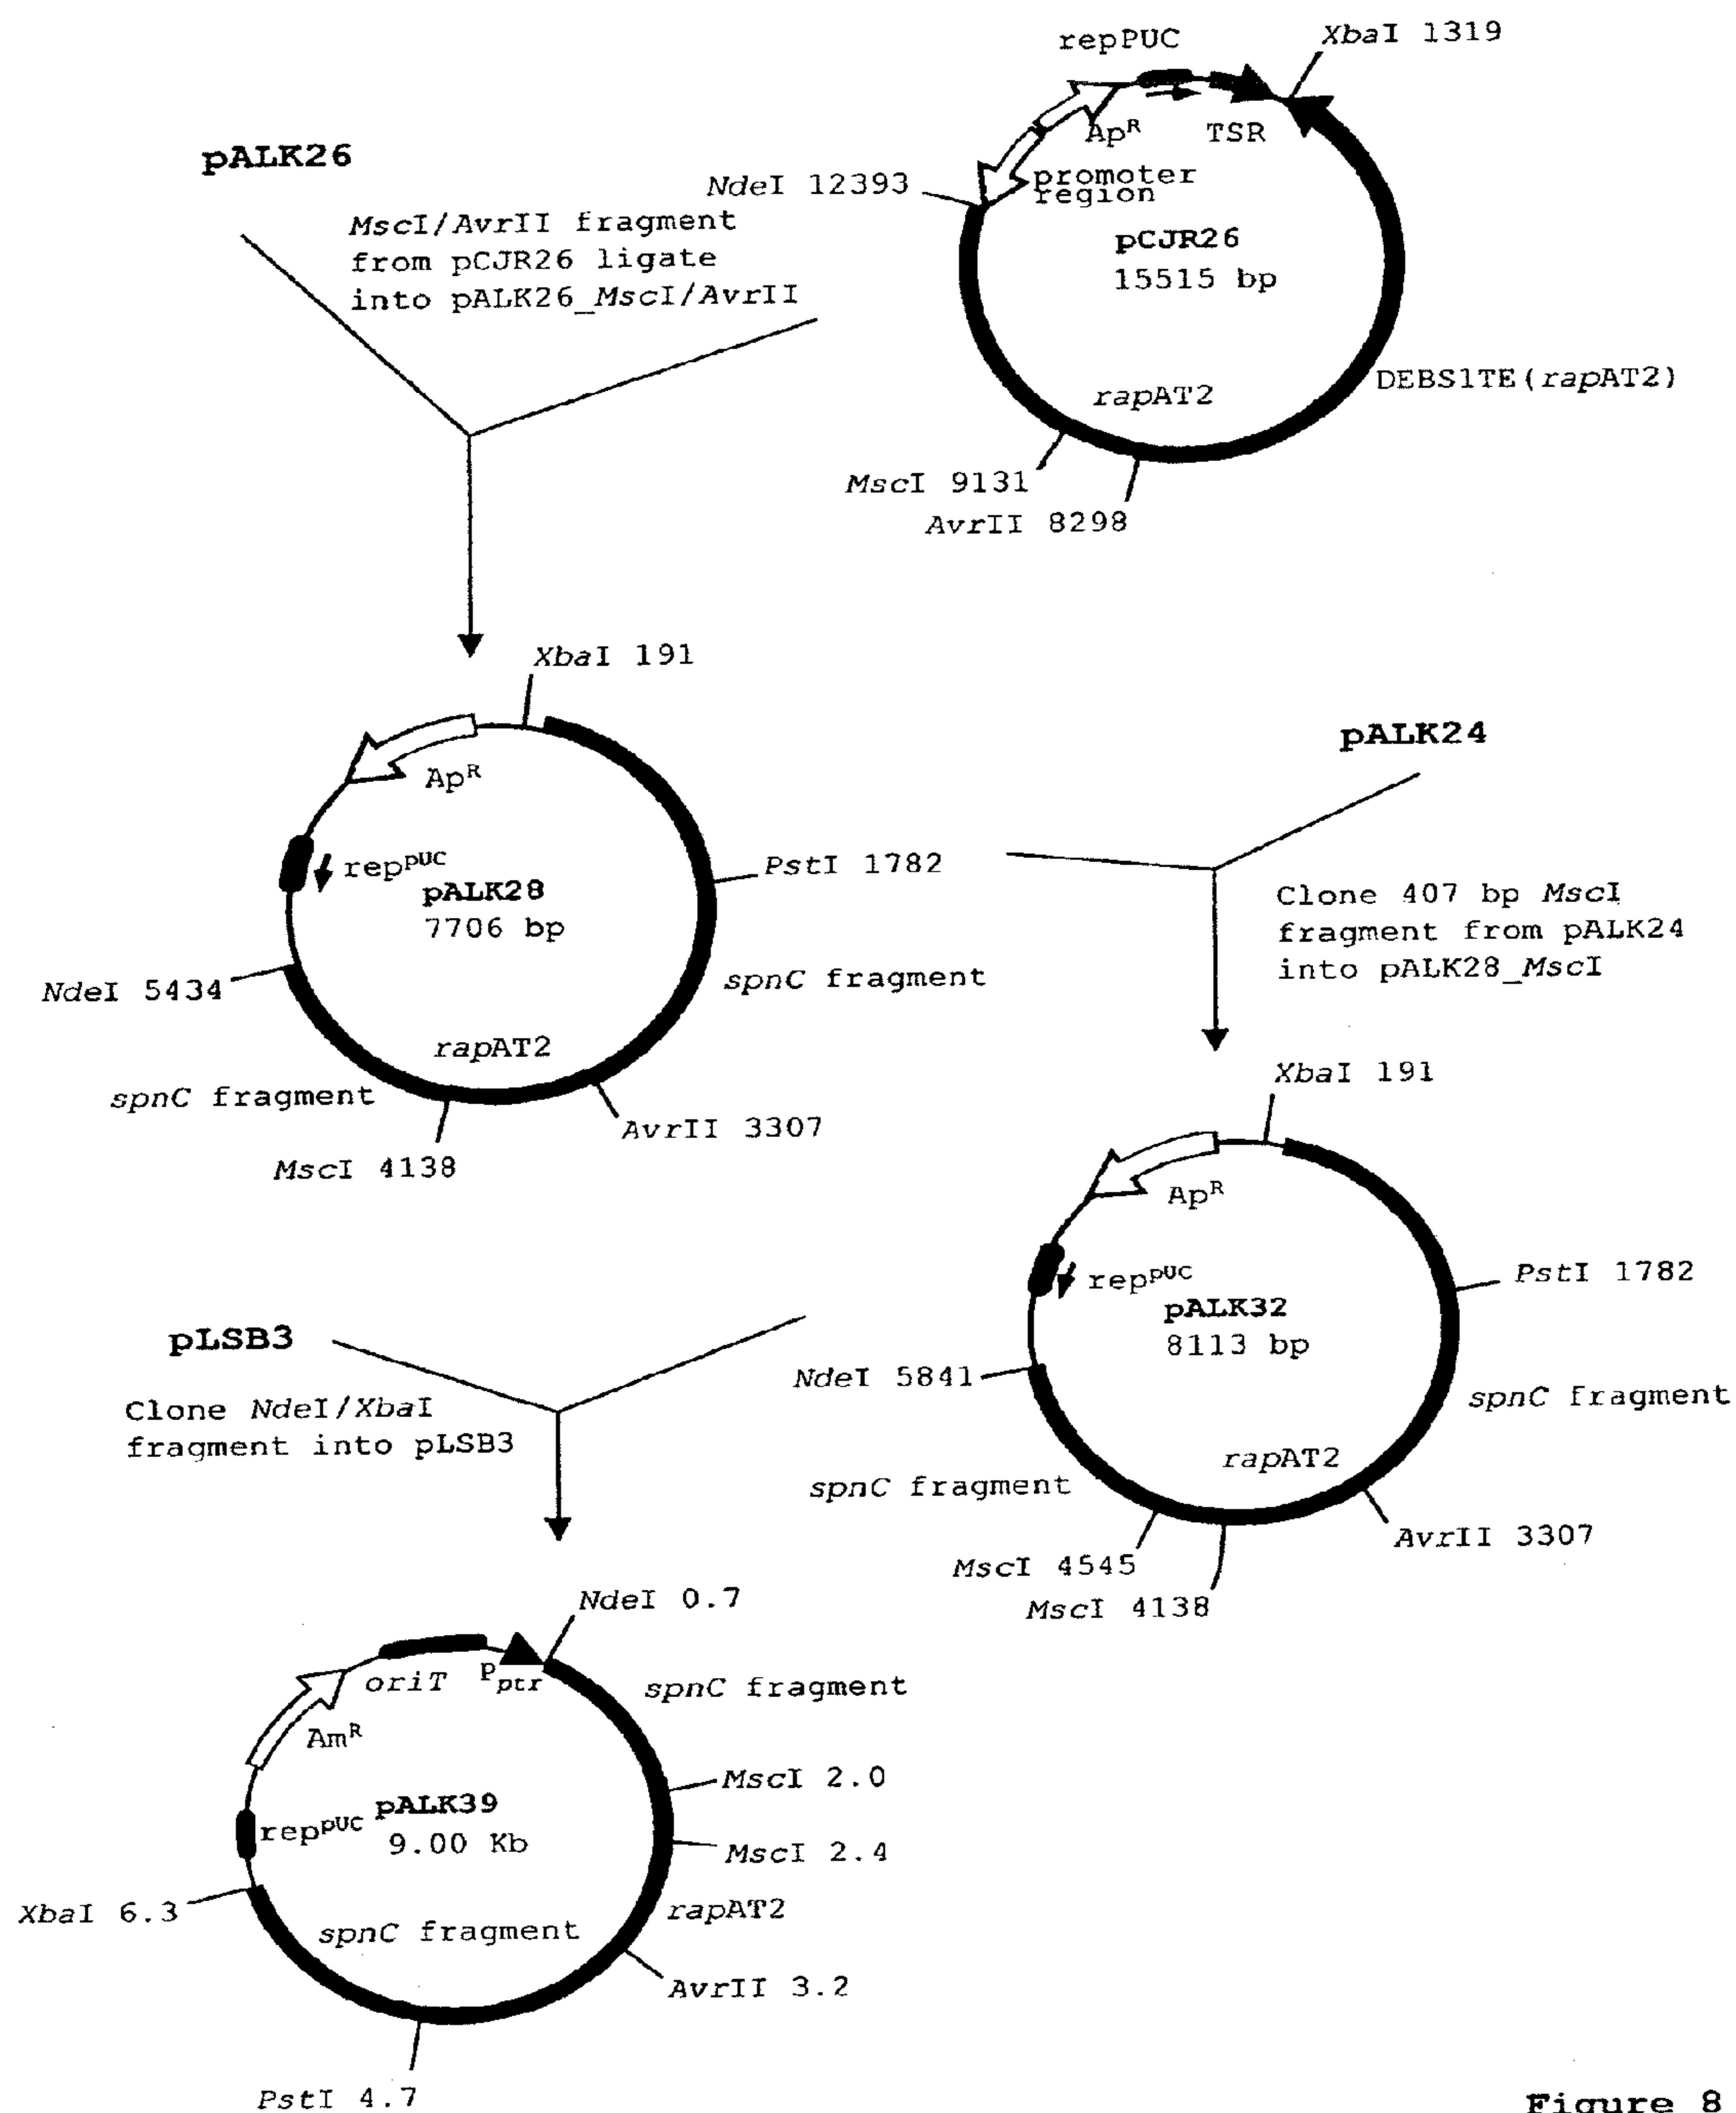 repPUC
XbaI 1319
pALK26
ApR
TSR
NdeI 12393
promoter
region
MscI/AvrII fragment
from pCJR26 ligate
into pALK26_MscI/AvrII
pCJR26
15515 bp
rapAT2
DEBS1TE(rapAT2)
MscI 9131
AvrII 8298
XbaI 191
ApR
reppUC
pALK28
7706 bp
PstI 1782
NdeI 5434
spnC fragment
rapAT2
spnC fragment
AvrII 3307
MscI 4138
pALK24
Clone 407 bp MscI
fragment from pALK24
into pALK28_MscI
XbaI 191
ApR
reppUC
pALK32
8113 bp
PstI 1782
NdeI 5841
spnC fragment
rapAT2
spnC fragment
AvrII 3307
MscI 4545
MscI 4138
pLSB3
Clone NdeI/XbaI
fragment into pLSB3
NdeI 0.7
oriT
Pptr
spnC fragment
AmR
MscI 2.0
reppUC
pALK39
9.00 Kb
MscI 2.4
XbaI 6.3
rapAT2
spnC fragment
AvrII 3.2
PstI 4.7
Figure 8